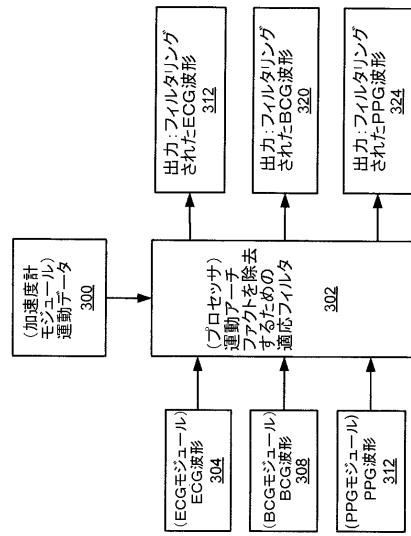 (加速度計
モジュール)
運動データ
300
(ECGモジュール)
ECG波形
304
(BCGモジュール)
BCG波形
308
(PPGモジュール)
PPG波形
312
(プロセッサ)
運動アーチ
ファクトを除去
するための
適応フィルタ
302
出力:フィルタリング
されたECG波形
312
出力:フィルタリング
されたBCG波形
320
出力:フィルタリング
されたPPG波形
324